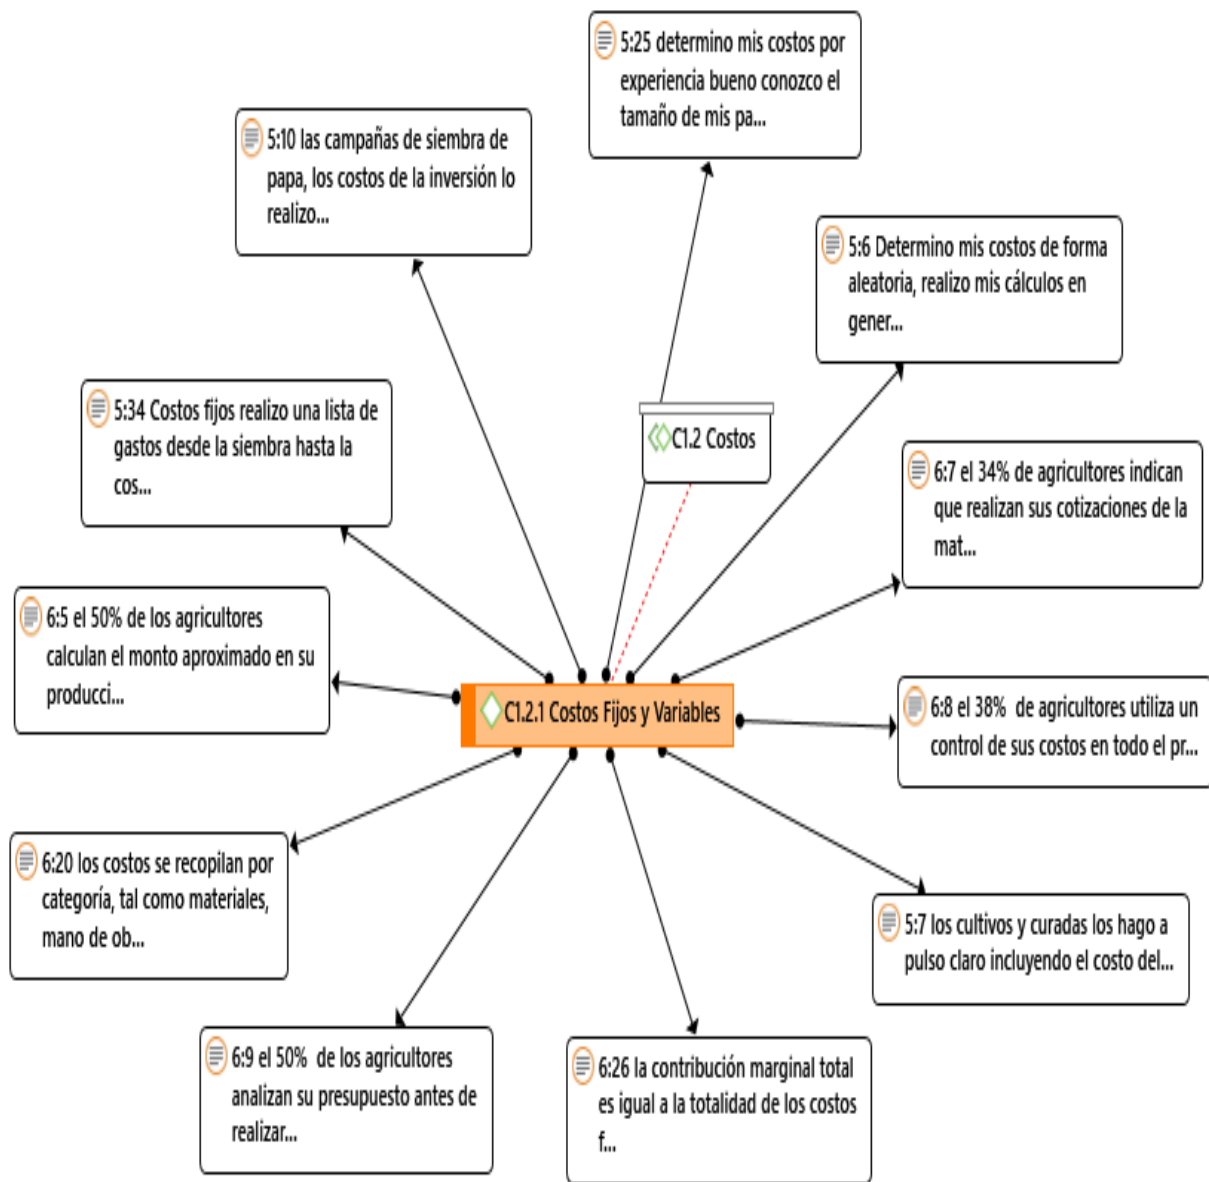 5:25 determino mis costos por
experiencia bueno conozco el
tamaño de mis pa...
5:10 las campañas de siembra de
papa, los costos de la inversión lo
realizo...
5:6 Determino mis costos de forma
aleatoria, realizo mis cálculos en
gener...
5:34 Costos fijos realizo una lista de
gastos desde la siembra hasta la
cos...
C1.2 Costos
6:7 el 34% de agricultores indican
que realizan sus cotizaciones de la
mat...
6:5 el 50% de los agricultores
calculan el monto aproximado en su
producci...
C1.2.1 Costos Fijos y Variables
6:8 el 38% de agricultores utiliza un
control de sus costos en todo el pr...
6:20 los costos se recopilan por
categoría, tal como materiales,
mano de ob...
5:7 los cultivos y curadas los hago a
pulso claro incluyendo el costo del...
6:9 el 50% de los agricultores
analizan su presupuesto antes de
realizar...
6:26 la contribución marginal total
es igual a la totalidad de los costos
f...